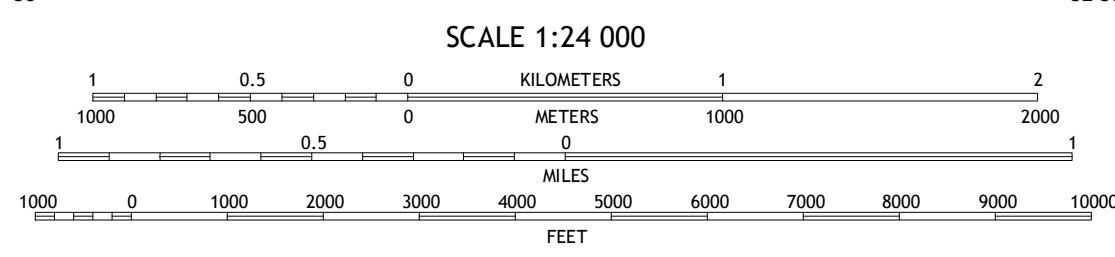 SCALE 1:24 000
1 0.5 0 KILOMETERS 1 2
1000 500 0 METERS 1000 2000
1 0.5 0 1
MILES
1000 0 1000 2000 3000 4000 5000 6000 7000 8000 9000 10000
FEET